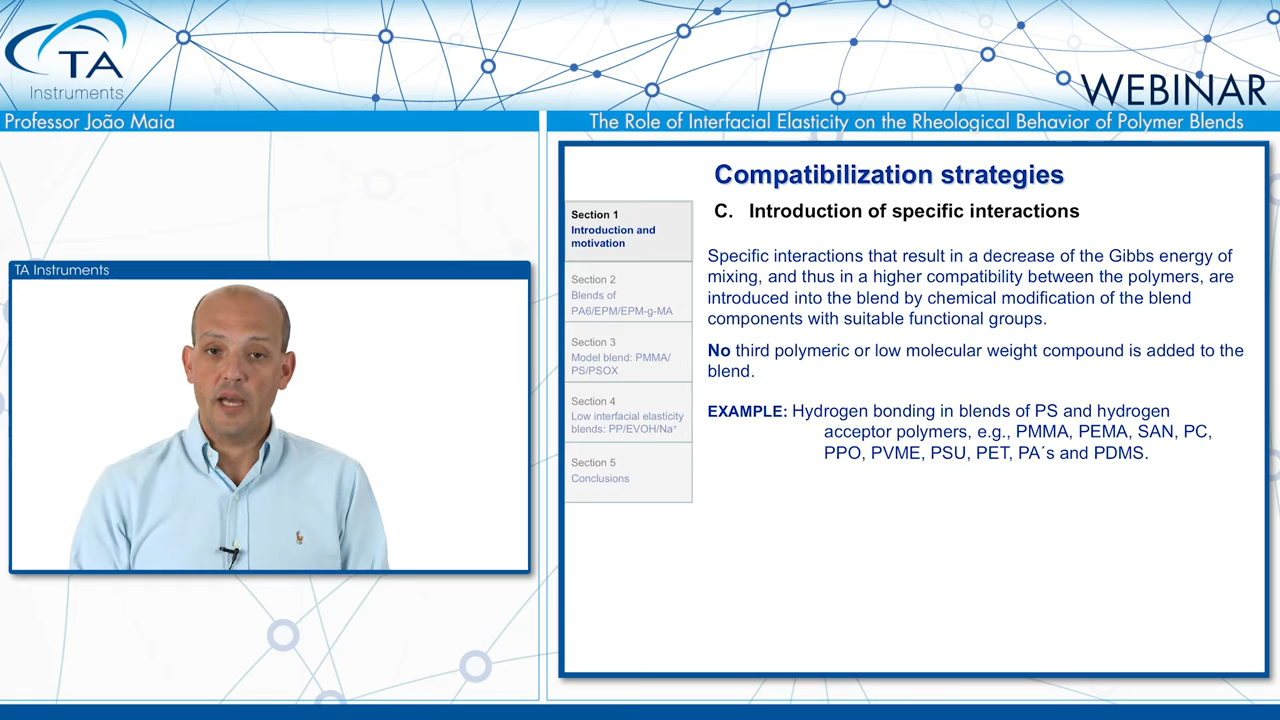 TA
Instruments
WEBINAR
Professor João Maia
The Role of Interfacial Elasticity on the Rheological Behavior of Polymer Blends
TA Instruments
Compatibilization strategies
C. Introduction of specific interactions
Section 1
Introduction and
motivation
Section 2
Blends of
PA6/EPM/EPM-g-MA
Section 3
Model blend: PMMA/
PS/PSOX
Section 4
Low interfacial elasticity
blends: PP/EVOH/Na⁺
Section 5
Conclusions
Specific interactions that result in a decrease of the Gibbs energy of
mixing, and thus in a higher compatibility between the polymers, are
introduced into the blend by chemical modification of the blend
components with suitable functional groups.
No third polymeric or low molecular weight compound is added to the
blend.
EXAMPLE: Hydrogen bonding in blends of PS and hydrogen
acceptor polymers, e.g., PMMA, PEMA, SAN, PC,
PPO, PVME, PSU, PET, PA´s and PDMS.